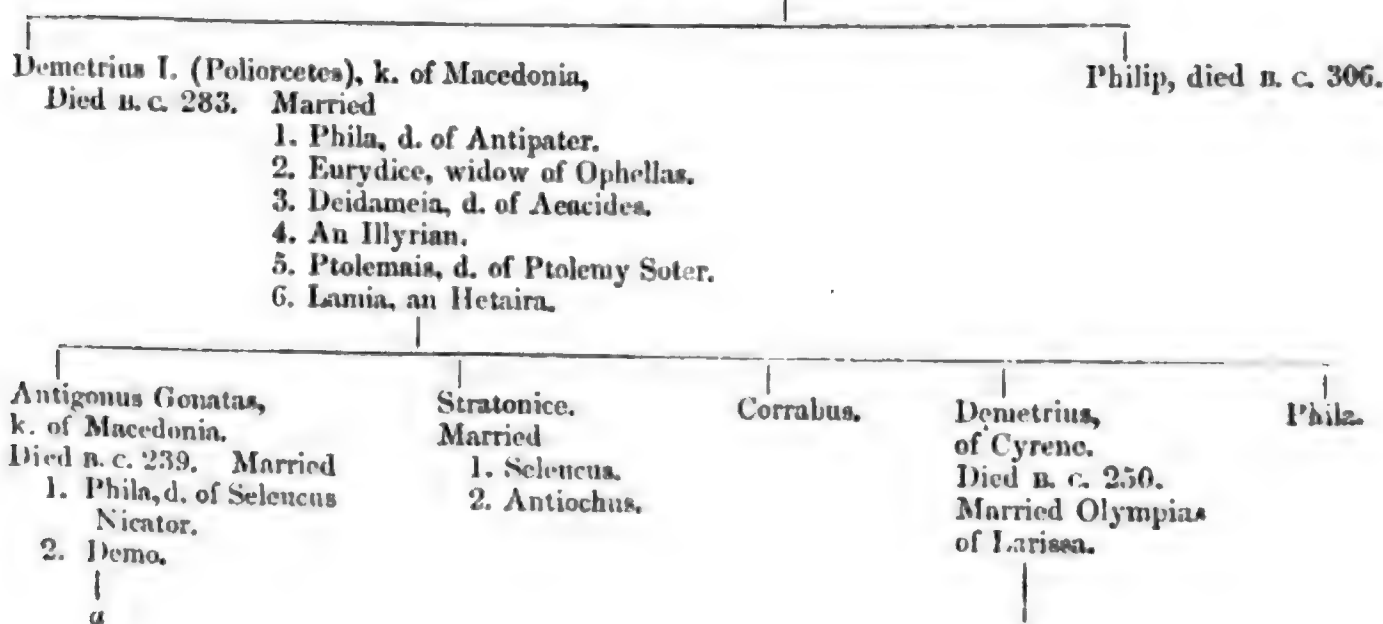 Demetrius I. (Poliorcetes), k. of Macedonia,
Died B. C. 283. Married
1. Phila, d. of Antipater.
2. Eurydice, widow of Ophellas.
3. Deidameia, d. of Aeacides.
4. An Illyrian.
5. Ptolemais, d. of Ptolemy Soter.
6. Lamia, an Hetaira.
Philip, died B. C. 306.
Antigonus Gonatas,
k. of Macedonia.
Died B. C. 239. Married
1. Phila, d. of Seleucus
Nicator.
2. Demo.
a
Stratonice.
Married
1. Seleucus.
2. Antiochus.
Corrabus.
Demetrius,
of Cyrene.
Died B. C. 250.
Married Olympias
of Larissa.
Phila.